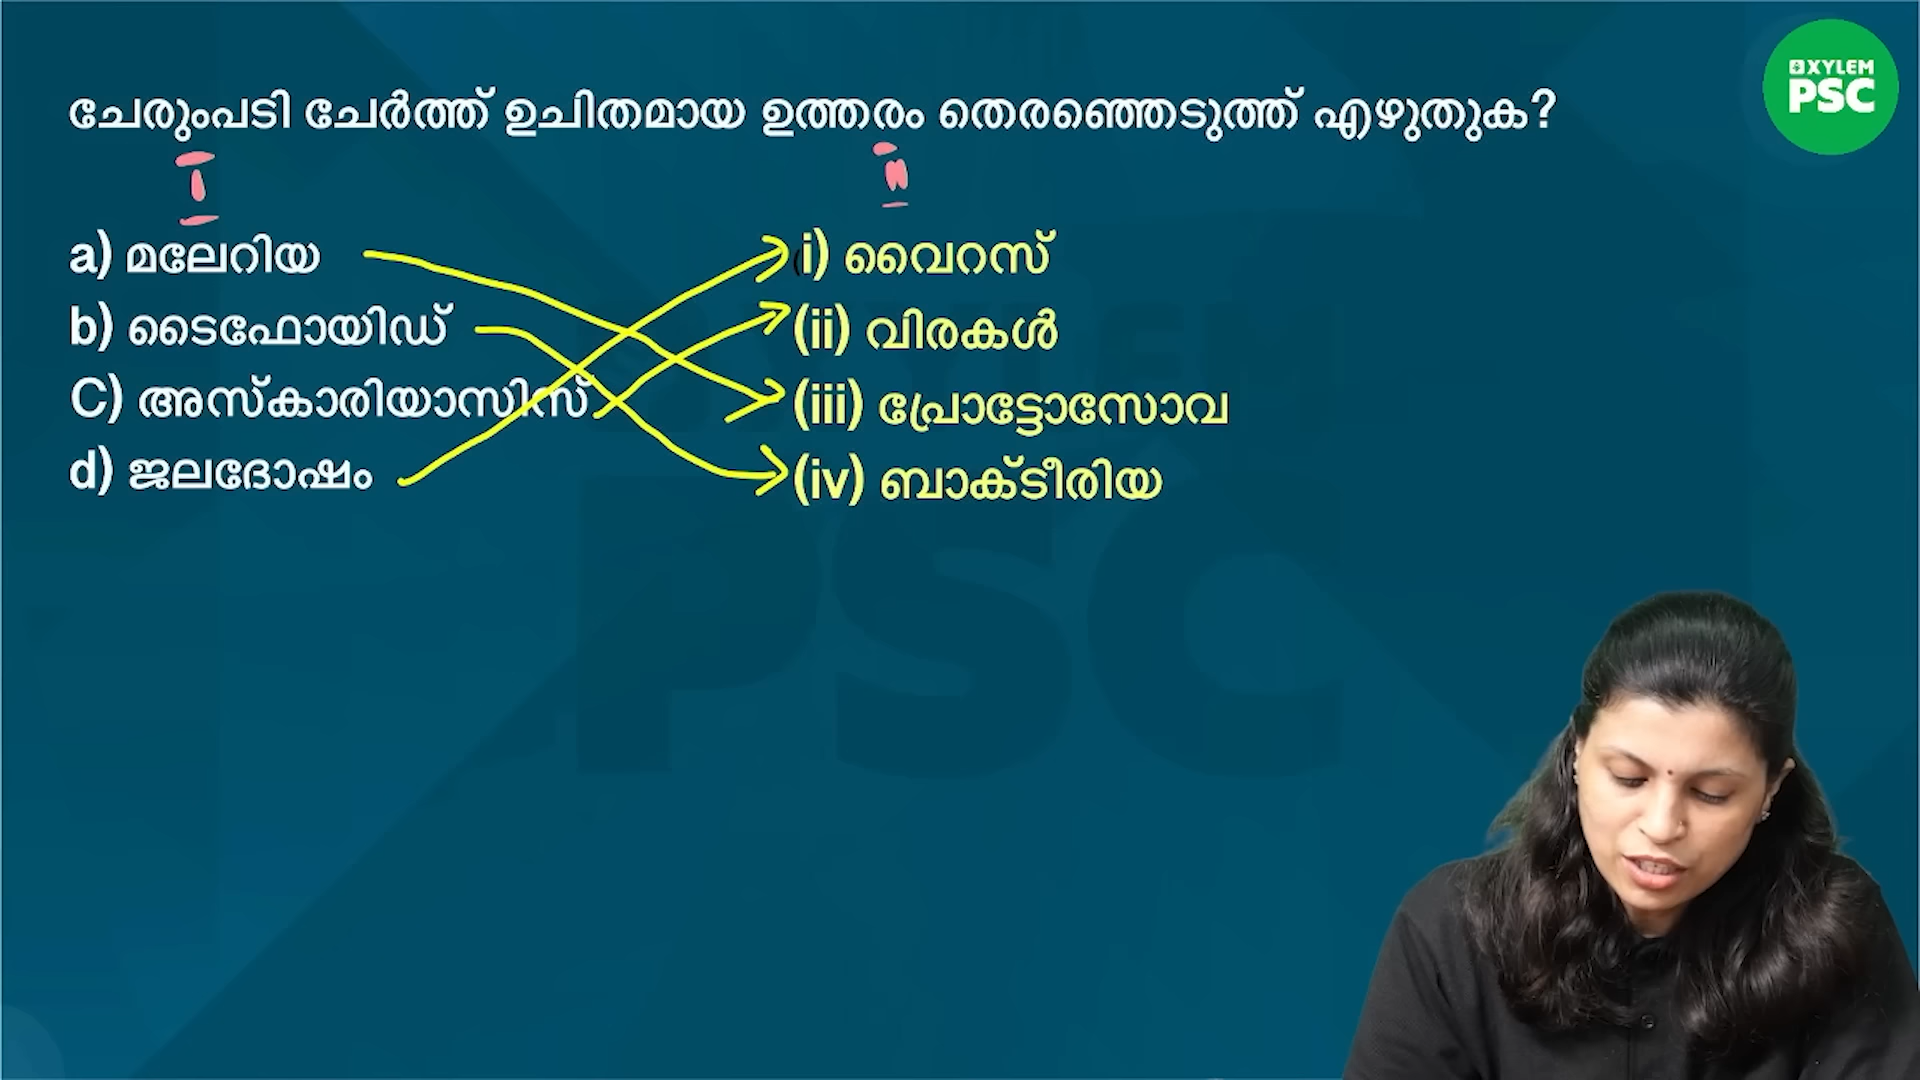 ചേരുംപടി ചേർത്ത് ഉചിതമായ ഉത്തരം തെരഞ്ഞെടുത്ത് എഴുതുക?
XYLEM
PSC
I
II
a) മലേറിയ
i) വൈറസ്
b) ടൈഫോയിഡ്
(ii) വിരകൾ
C) അസ്കാരിയാസിസ്
(iii) പ്രോട്ടോസോവ
d) ജലദോഷം
(iv) ബാക്ടീരിയ